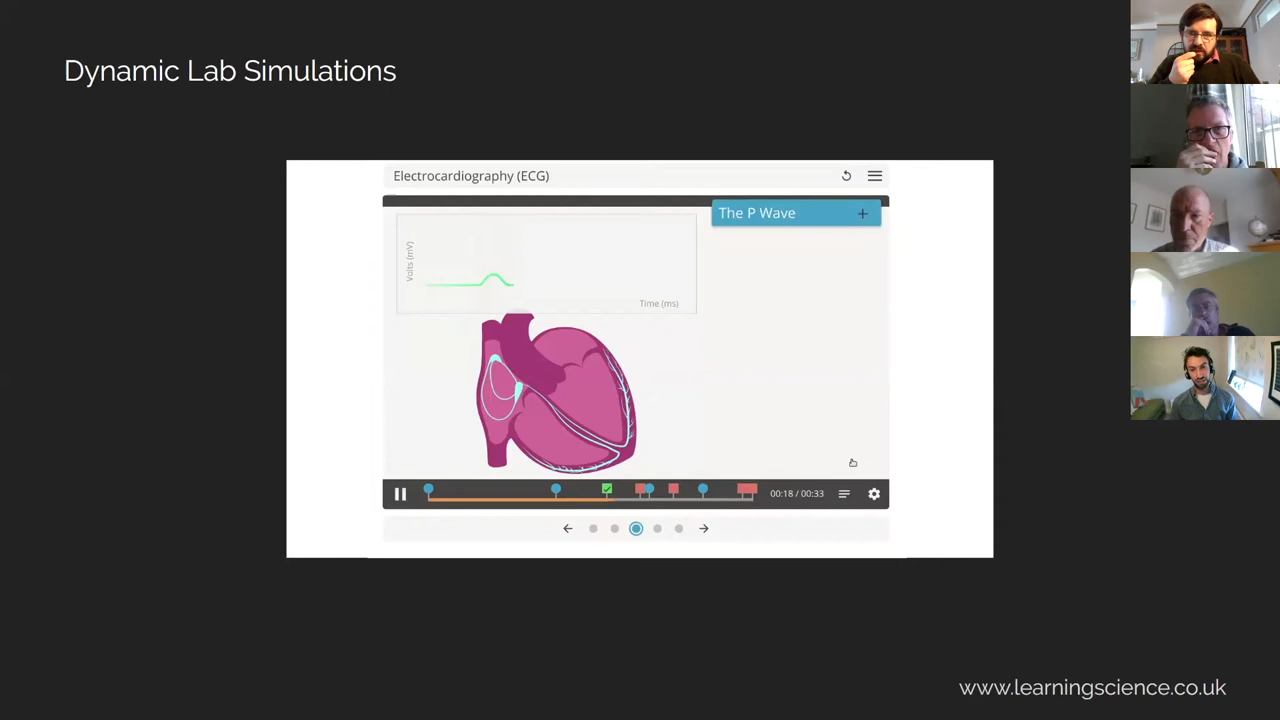 Dynamic Lab Simulations
Electrocardiography (ECG)
The P Wave +
Volts (mV)
Time (ms)
00:18 / 00:33
www.learningscience.co.uk